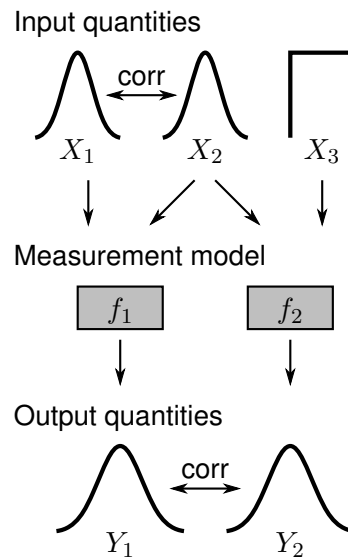 Input quantities
corr
X₁ X₂ X₃
Measurement model
f₁ f₂
Output quantities
corr
Y₁ Y₂